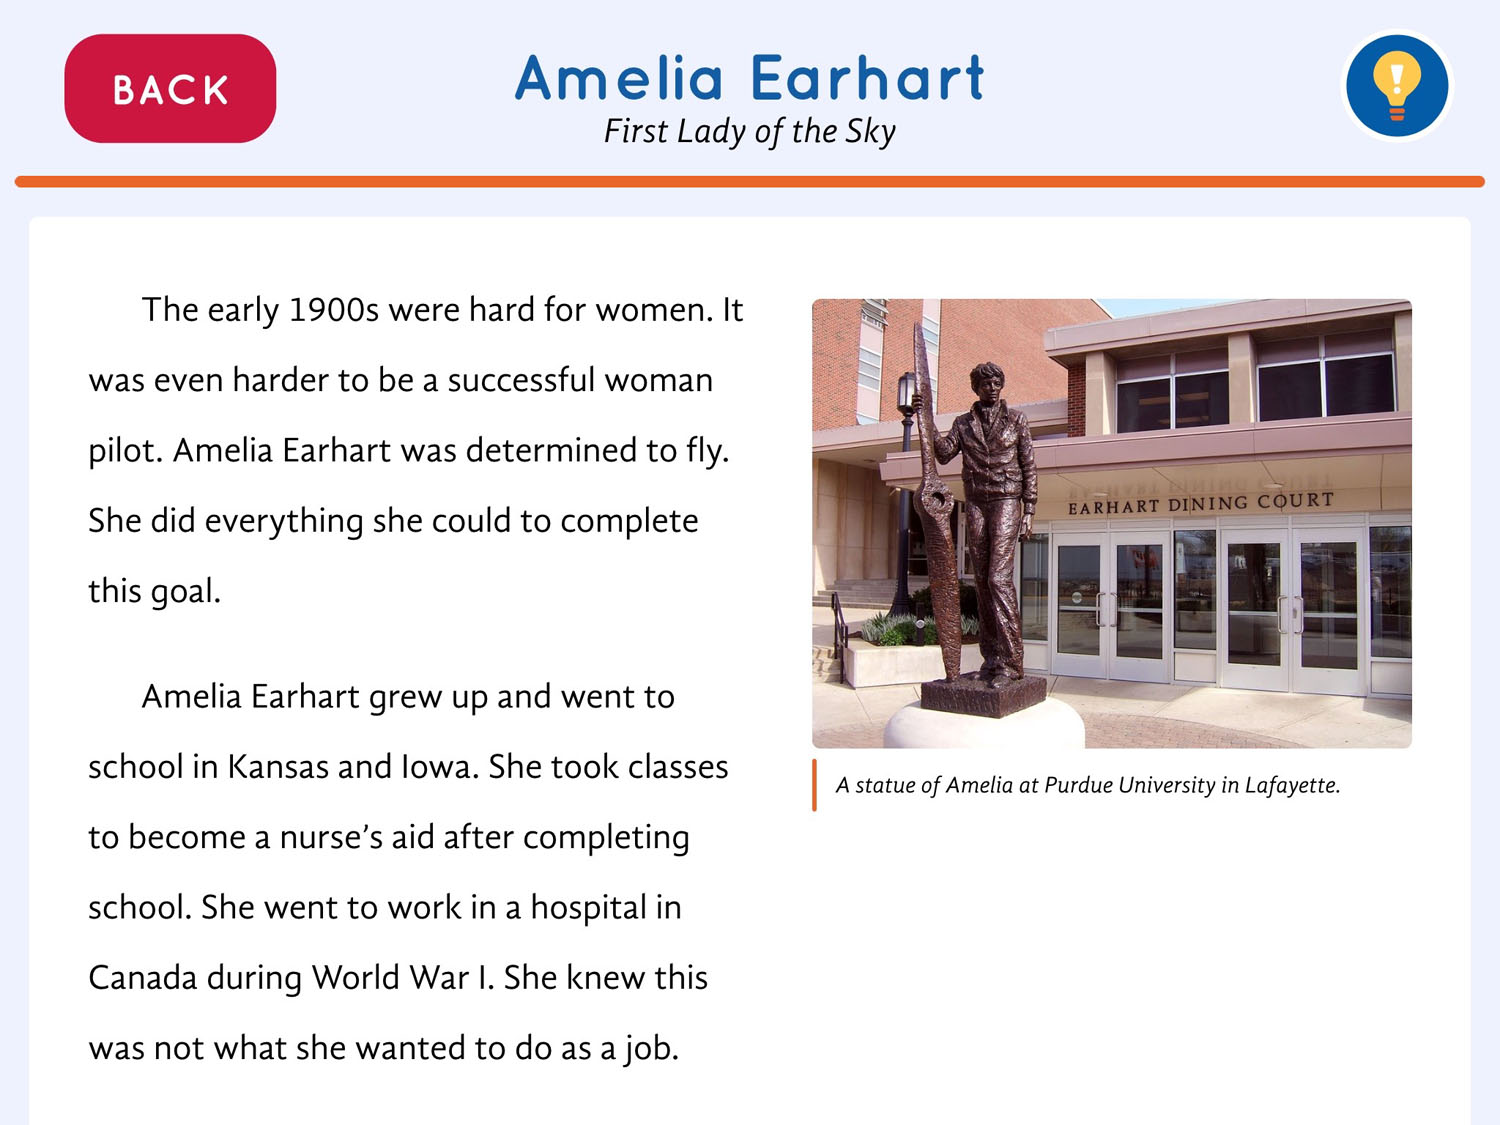 BACK
Amelia Earhart
First Lady of the Sky
The early 1900s were hard for women. It
was even harder to be a successful woman
pilot. Amelia Earhart was determined to fly.
She did everything she could to complete
this goal.
Amelia Earhart grew up and went to
school in Kansas and Iowa. She took classes
to become a nurse’s aid after completing
school. She went to work in a hospital in
Canada during World War I. She knew this
was not what she wanted to do as a job.
EARHART DINING COURT
A statue of Amelia at Purdue University in Lafayette.